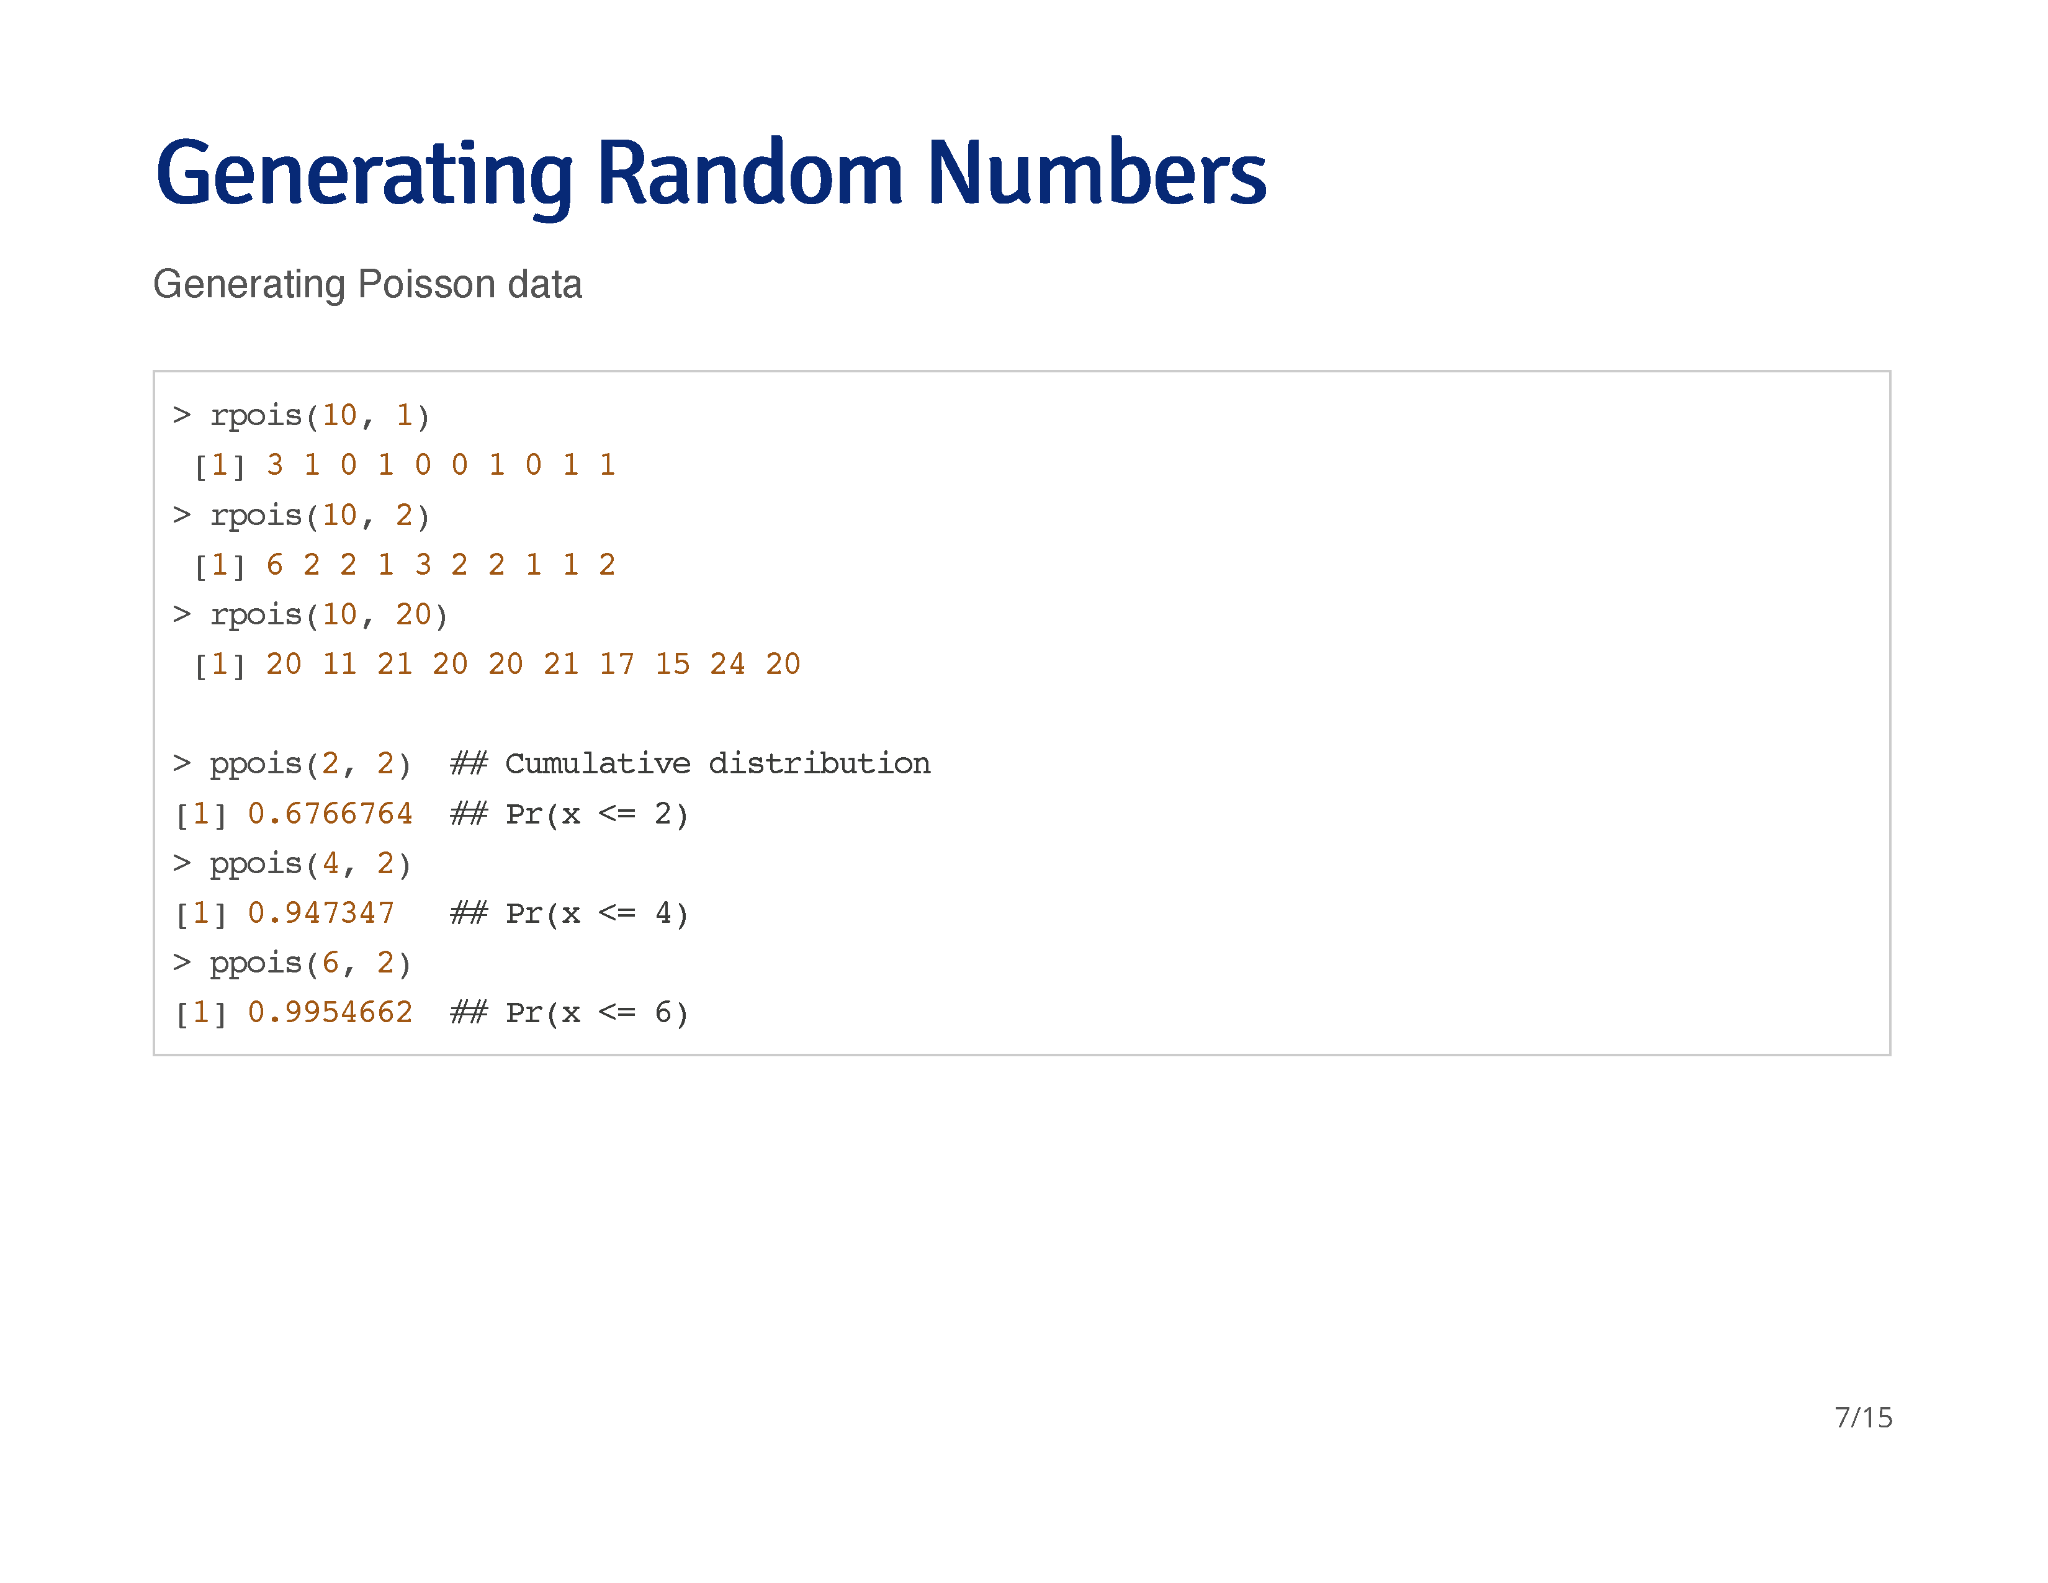 Generating Random Numbers
Generating Poisson data
> rpois(10, 1)
 [1] 3 1 0 1 0 0 1 0 1 1
> rpois(10, 2)
 [1] 6 2 2 1 3 2 2 1 1 2
> rpois(10, 20)
 [1] 20 11 21 20 20 21 17 15 24 20
> ppois(2, 2)  ## Cumulative distribution
[1] 0.6766764  ## Pr(x <= 2)
> ppois(4, 2)
[1] 0.947347   ## Pr(x <= 4)
> ppois(6, 2)
[1] 0.9954662  ## Pr(x <= 6)
7/15